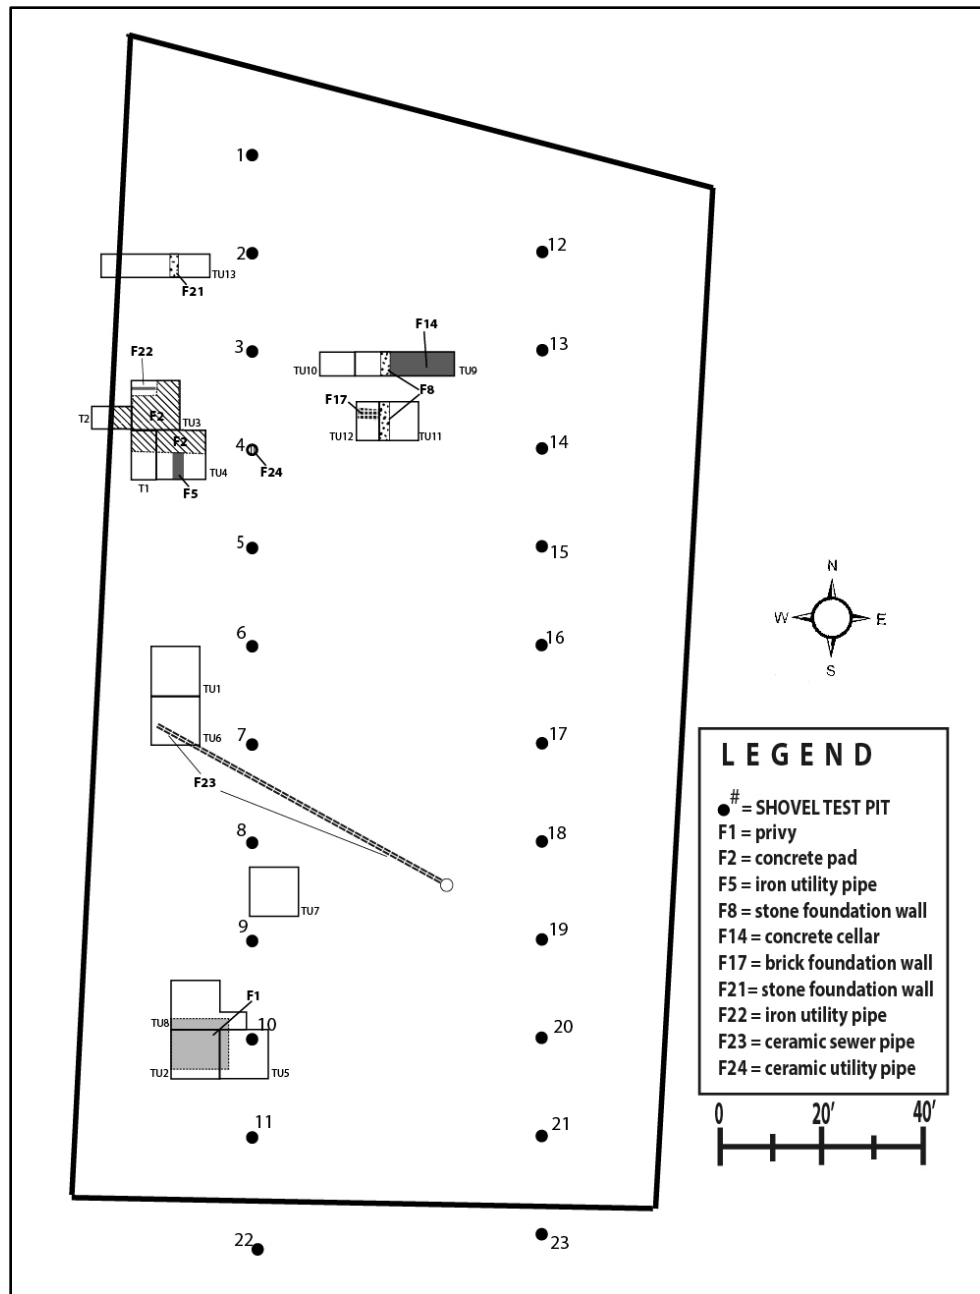 1
2
12
TU13
F21
F14
3
13
F22
TU10
TU9
F8
F17
T2
F2
TU3
TU12
TU11
F2
4
14
F24
T1
TU4
F5
5
15
N
W
E
S
6
16
TU1
TU6
7
17
F23
8
18
TU7
9
19
F1
TU8
10
20
TU2
TU5
11
21
22
23
LEGEND
# = SHOVEL TEST PIT
F1 = privy
F2 = concrete pad
F5 = iron utility pipe
F8 = stone foundation wall
F14 = concrete cellar
F17 = brick foundation wall
F21= stone foundation wall
F22 = iron utility pipe
F23 = ceramic sewer pipe
F24 = ceramic utility pipe
0 20′ 40′